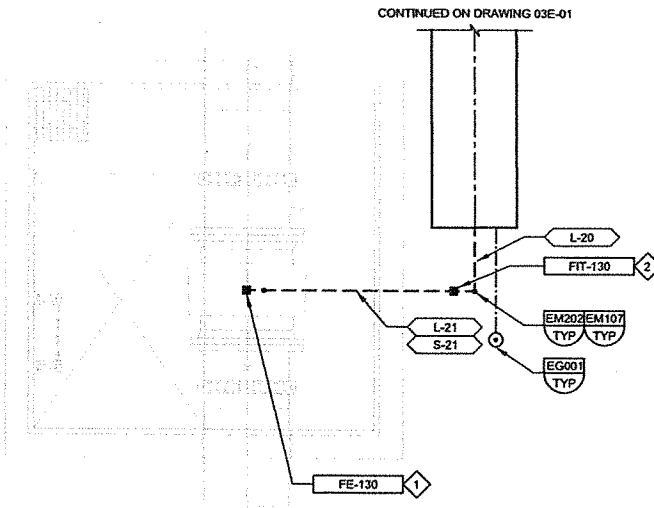 CONTINUED ON DRAWING 03E-01
L-20
FIT-130
2
EM202 EM107
TYP TYP
L-21
S-21
EG001
TYP
FE-130
1